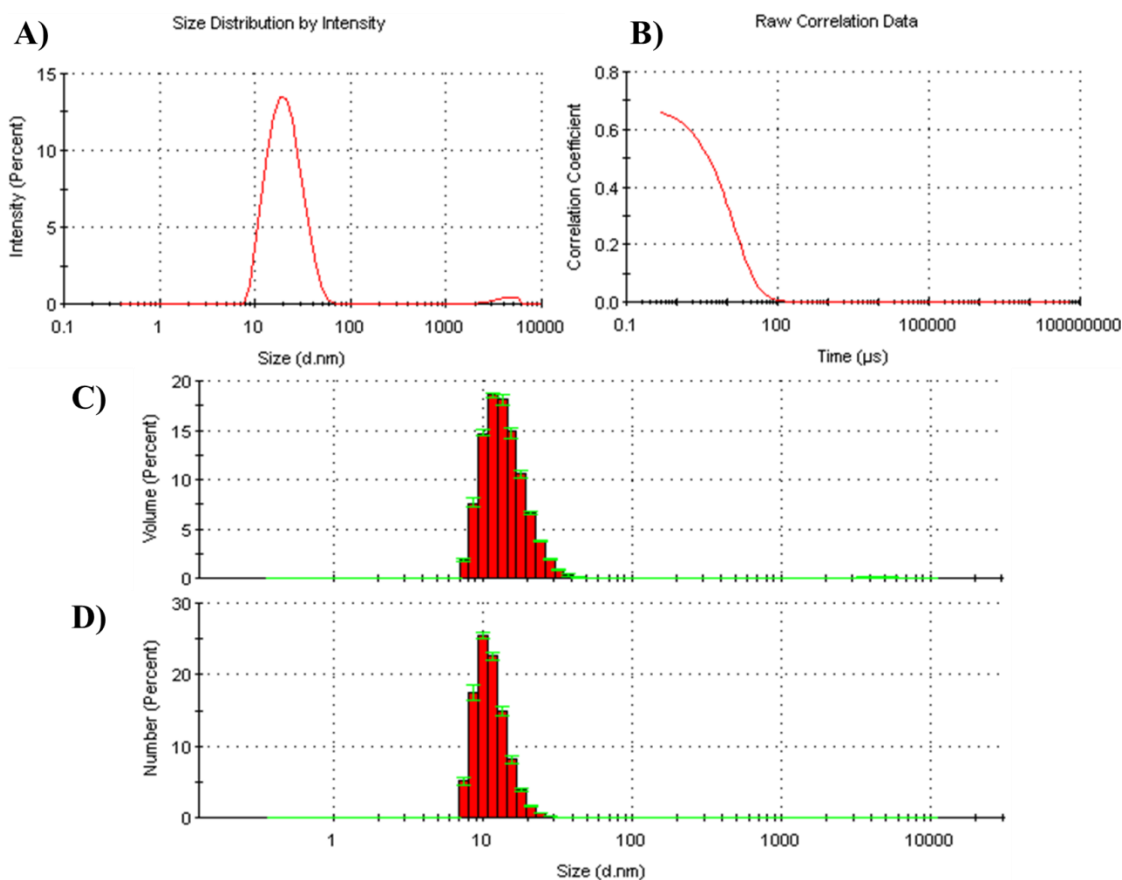 A)
Size Distribution by Intensity
15
10
5
0
0.1 1 10 100 1000 10000
Intensity (Percent)
Size (d.nm)
B)
Raw Correlation Data
0.8
0.6
0.4
0.2
0.0
0.1 100 100000 100000000
Correlation Coefficient
Time (µs)
C)
20
15
10
5
0
Volume (Percent)
D)
30
20
10
0
Number (Percent)
1 10 100 1000 10000
Size (d.nm)